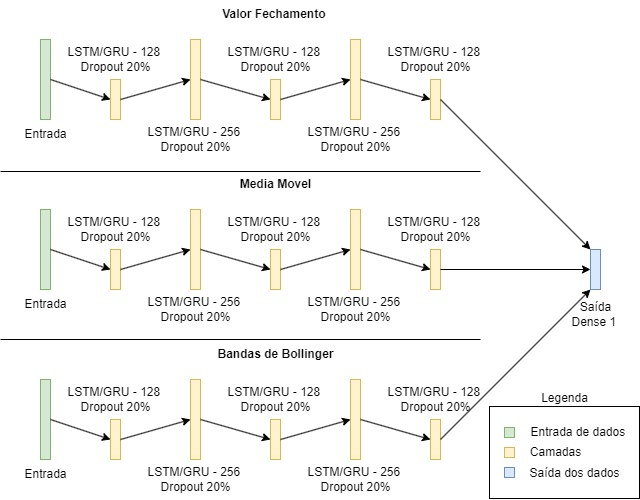 Valor Fechamento
LSTM/GRU - 128
Dropout 20%
LSTM/GRU - 128
Dropout 20%
LSTM/GRU - 128
Dropout 20%
Entrada
LSTM/GRU - 256
Dropout 20%
LSTM/GRU - 256
Dropout 20%
Media Movel
LSTM/GRU - 128
Dropout 20%
LSTM/GRU - 128
Dropout 20%
LSTM/GRU - 128
Dropout 20%
Entrada
LSTM/GRU - 256
Dropout 20%
LSTM/GRU - 256
Dropout 20%
Saída
Dense 1
Bandas de Bollinger
LSTM/GRU - 128
Dropout 20%
LSTM/GRU - 128
Dropout 20%
LSTM/GRU - 128
Dropout 20%
Entrada
LSTM/GRU - 256
Dropout 20%
LSTM/GRU - 256
Dropout 20%
Legenda
Entrada de dados
Camadas
Saída dos dados